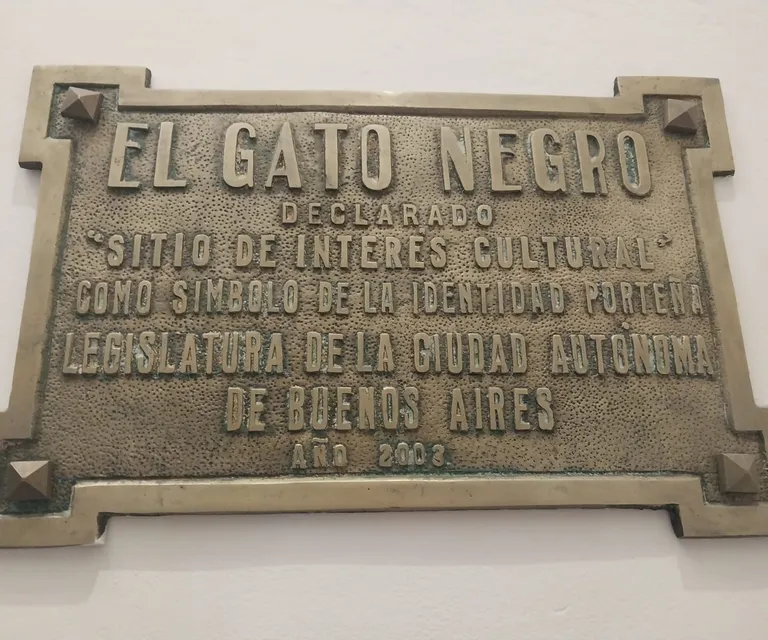 EL GATO NEGRO
DECLARADO
"SITIO DE INTERÉS CULTURAL"
COMO SIMBOLO DE LA IDENTIDAD PORTEÑA
LEGISLATURA DE LA CIUDAD AUTÓNOMA
DE BUENOS AIRES
AÑO 2003